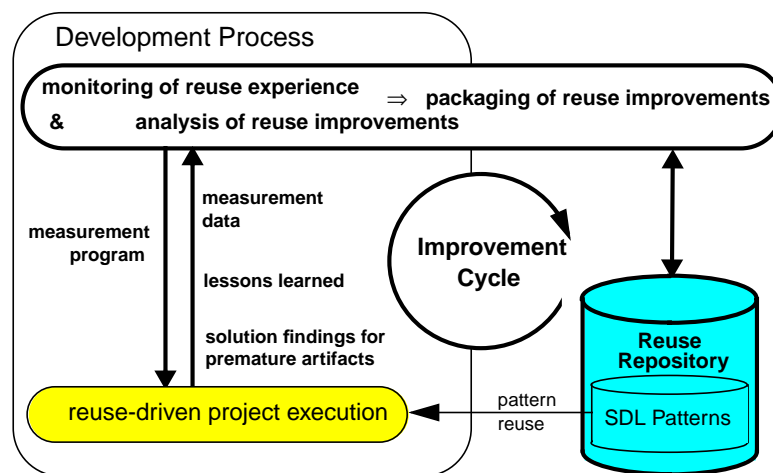 Development Process
monitoring of reuse experience ⇒ packaging of reuse improvements
& analysis of reuse improvements
measurement
data
measurement
program
lessons learned
solution findings for
premature artifacts
Improvement
Cycle
Reuse
Repository
SDL Patterns
pattern
reuse
reuse-driven project execution